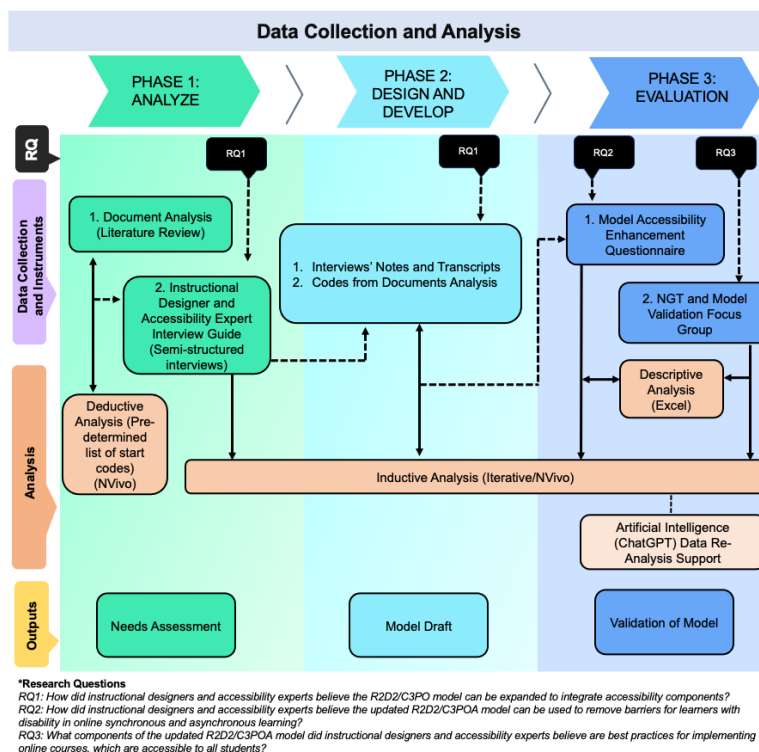 Data Collection and Analysis
PHASE 1:
ANALYZE
PHASE 2:
DESIGN AND
DEVELOP
PHASE 3:
EVALUATION
RQ
RQ1
RQ1
RQ2
RQ3
Data Collection
and Instruments
1. Document Analysis
(Literature Review)
2. Instructional
Designer and
Accessibility Expert
Interview Guide
(Semi-structured
interviews)
1. Interviews' Notes and Transcripts
2. Codes from Documents Analysis
1. Model Accessibility
Enhancement
Questionnaire
2. NGT and Model
Validation Focus
Group
Analysis
Deductive
Analysis (Pre-
determined
list of start
codes)
(NVivo)
Descriptive
Analysis
(Excel)
Inductive Analysis (Iterative/NVivo)
Artificial Intelligence
(ChatGPT) Data Re-
Analysis Support
Outputs
Needs Assessment
Model Draft
Validation of Model
*Research Questions
RQ1: How did instructional designers and accessibility experts believe the R2D2/C3PO model can be expanded to integrate accessibility components?
RQ2: How did instructional designers and accessibility experts believe the updated R2D2/C3POA model can be used to remove barriers for learners with
disability in online synchronous and asynchronous learning?
RQ3: What components of the updated R2D2/C3POA model did instructional designers and accessibility experts believe are best practices for implementing
online courses, which are accessible to all students?